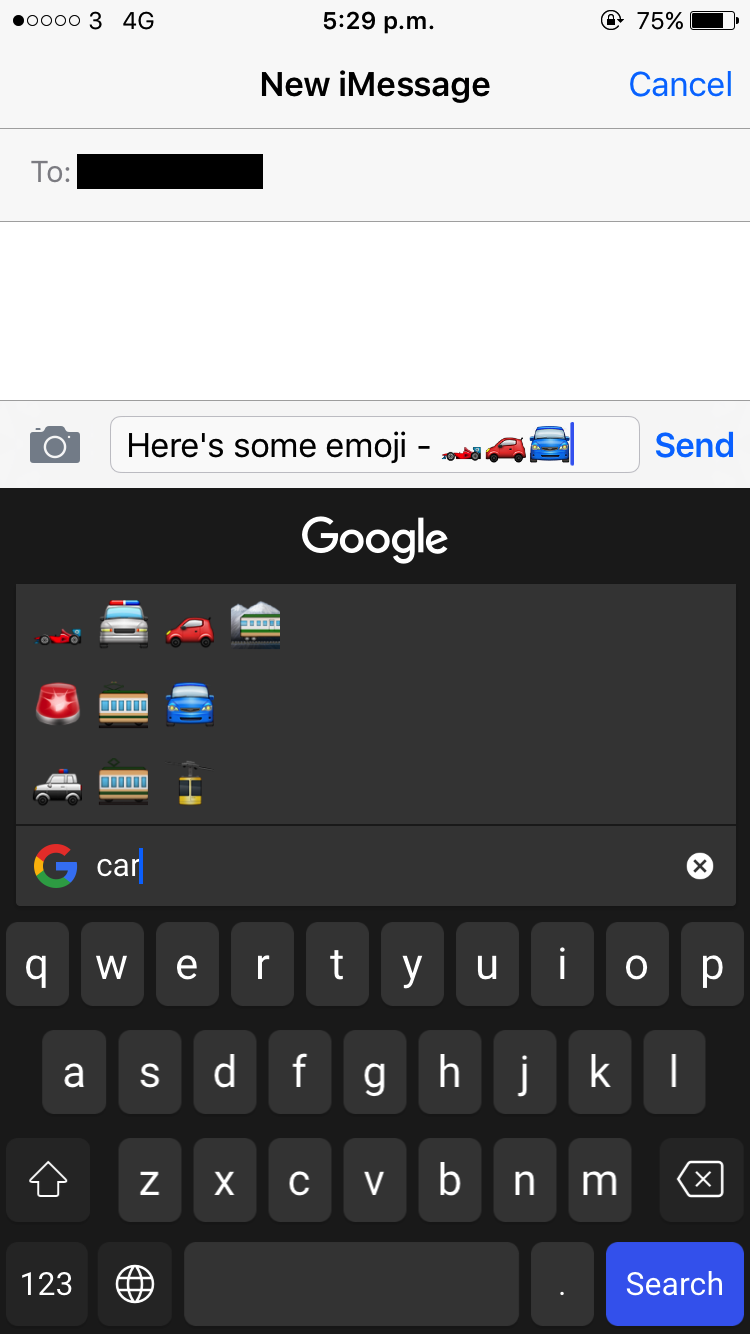 3 4G 5:29 p.m. 75%
New iMessage Cancel
To:
Here's some emoji - 🏎🚗🚘 Send
Google
car
q w e r t y u i o p
a s d f g h j k l
z x c v b n m
123 . Search